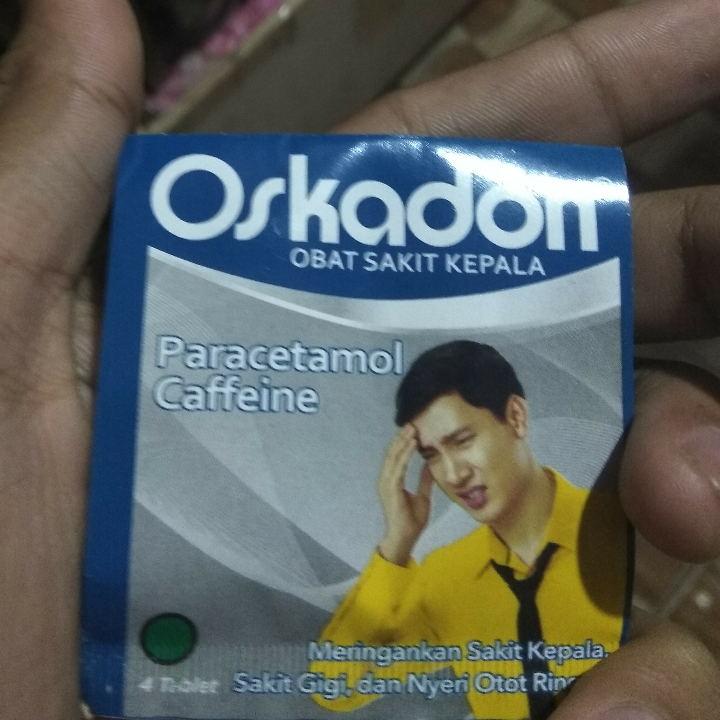 Oskadon
OBAT SAKIT KEPALA
Paracetamol
Caffeine
Meringankan Sakit Kepala,
4 Tablet Sakit Gigi, dan Nyeri Otot